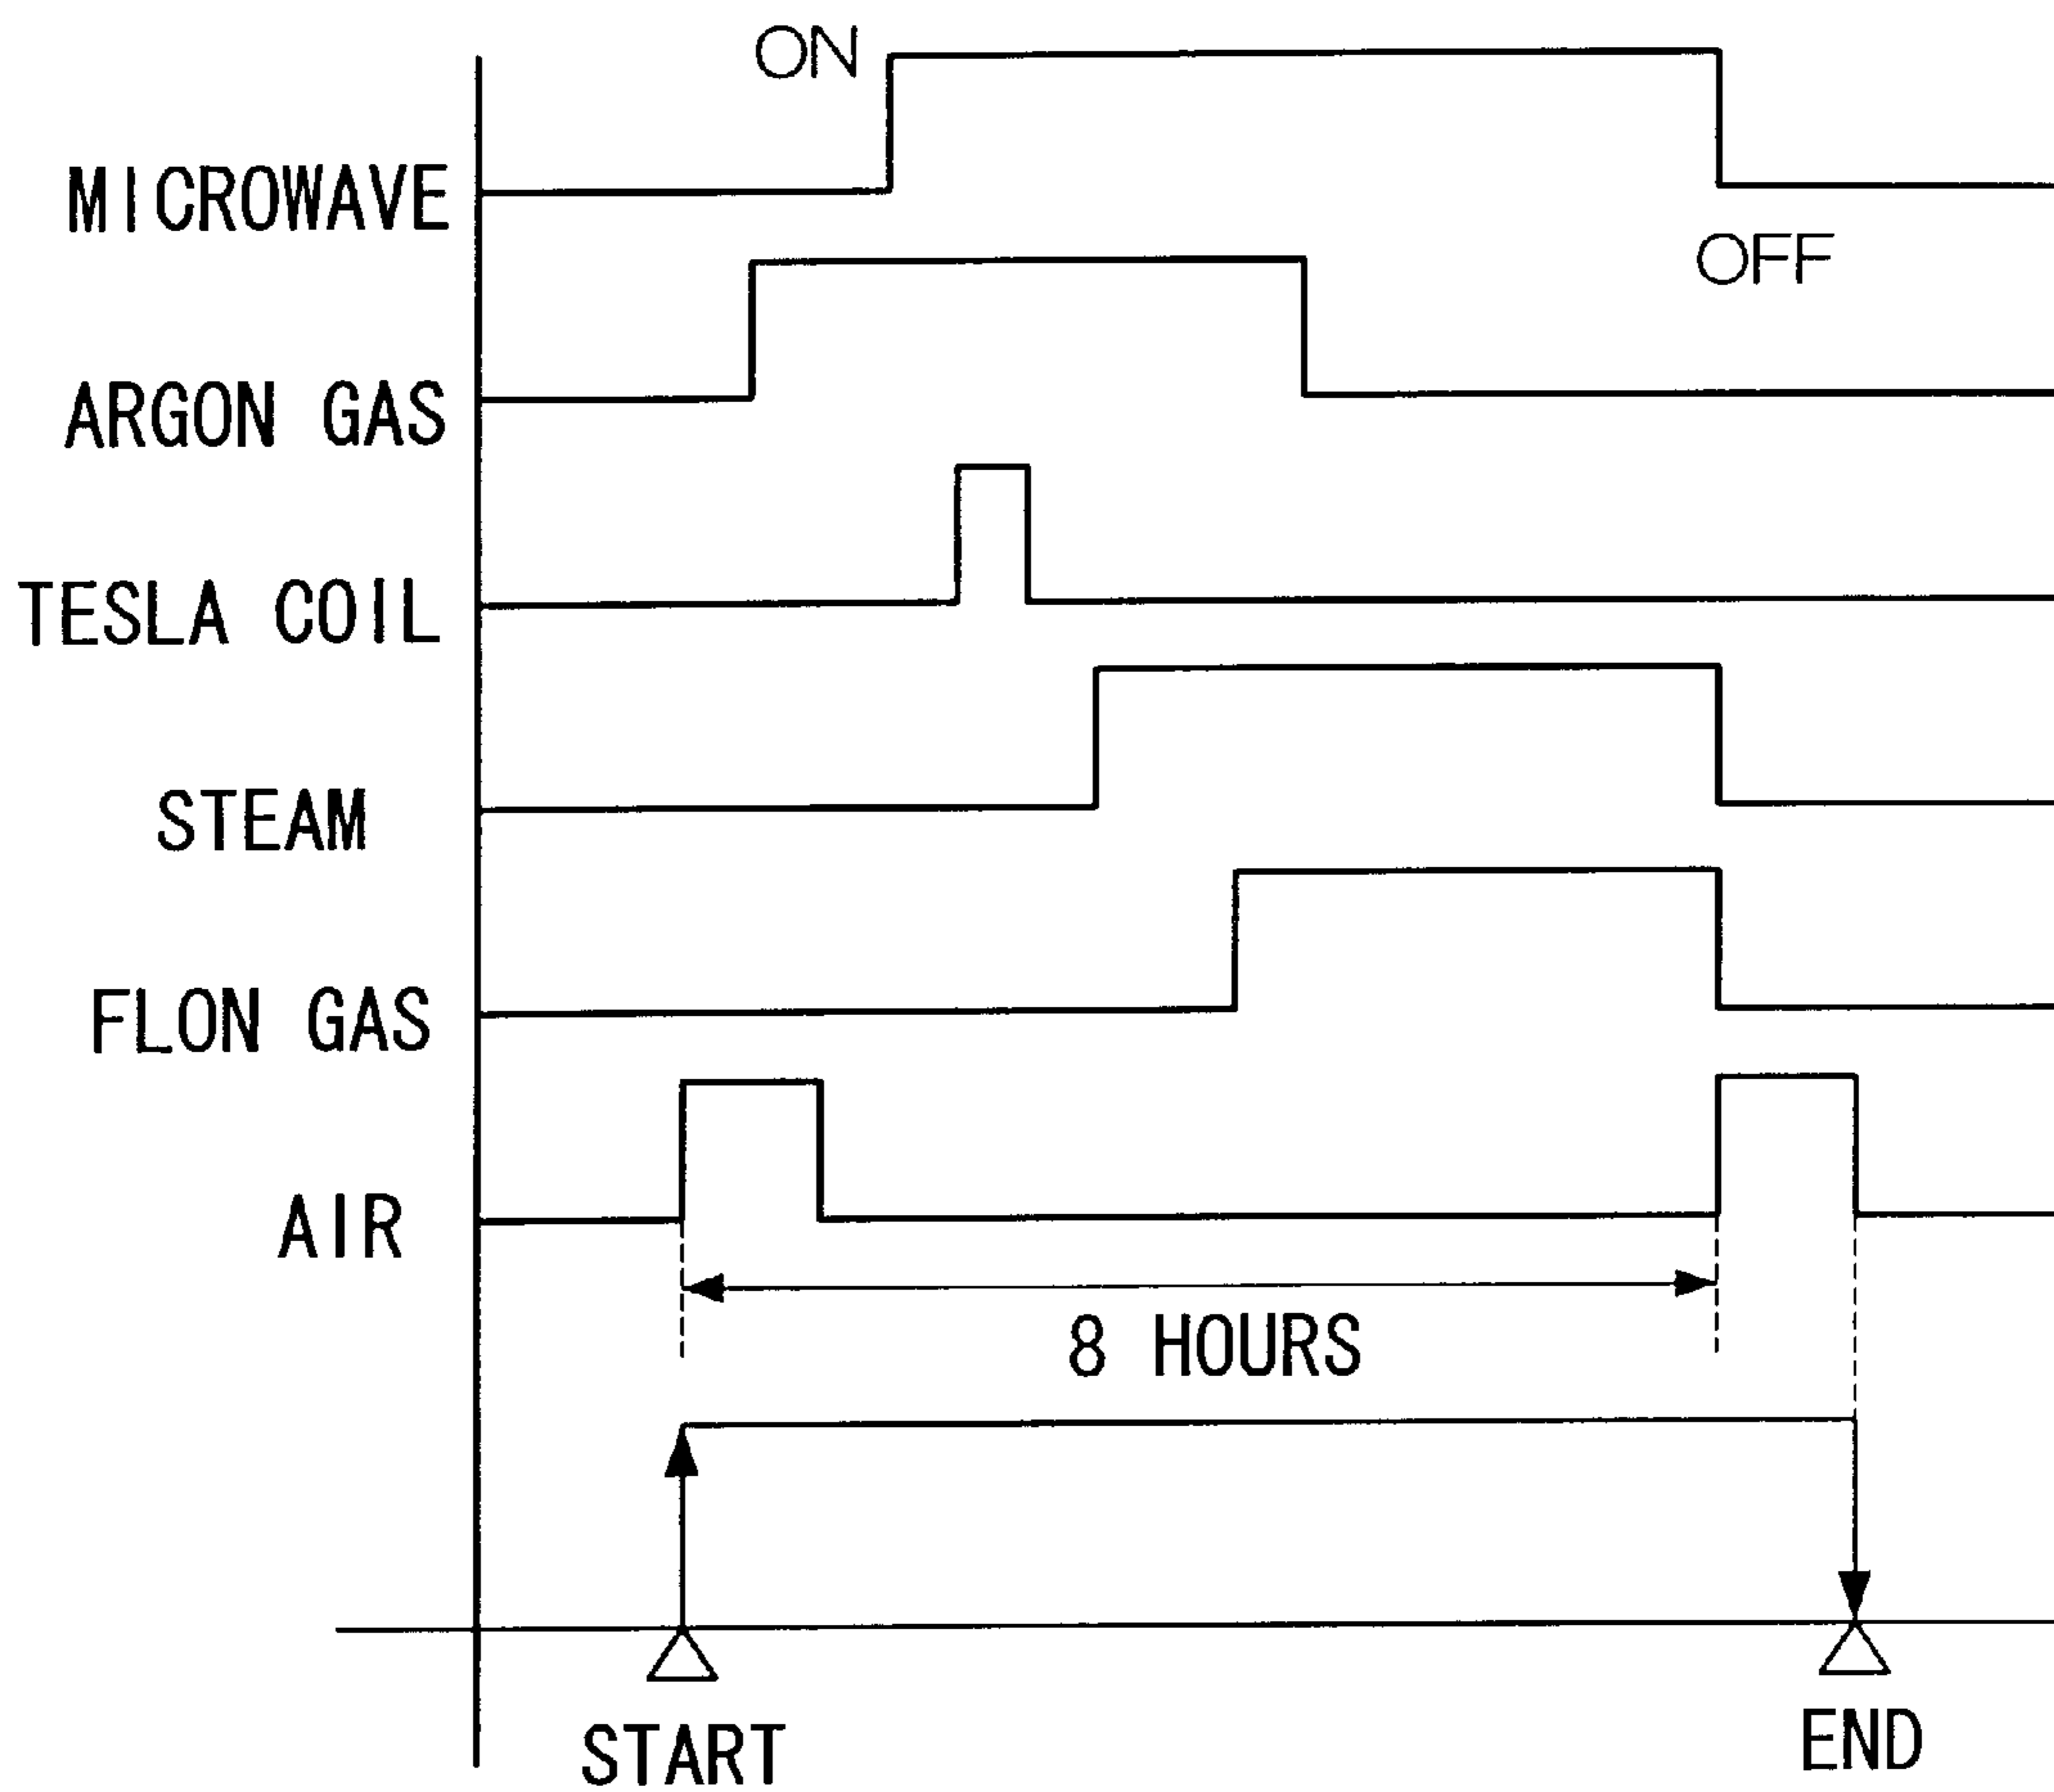 ON
MICROWAVE
OFF
ARGON GAS
TESLA COIL
STEAM
FLON GAS
AIR
8 HOURS
START
END